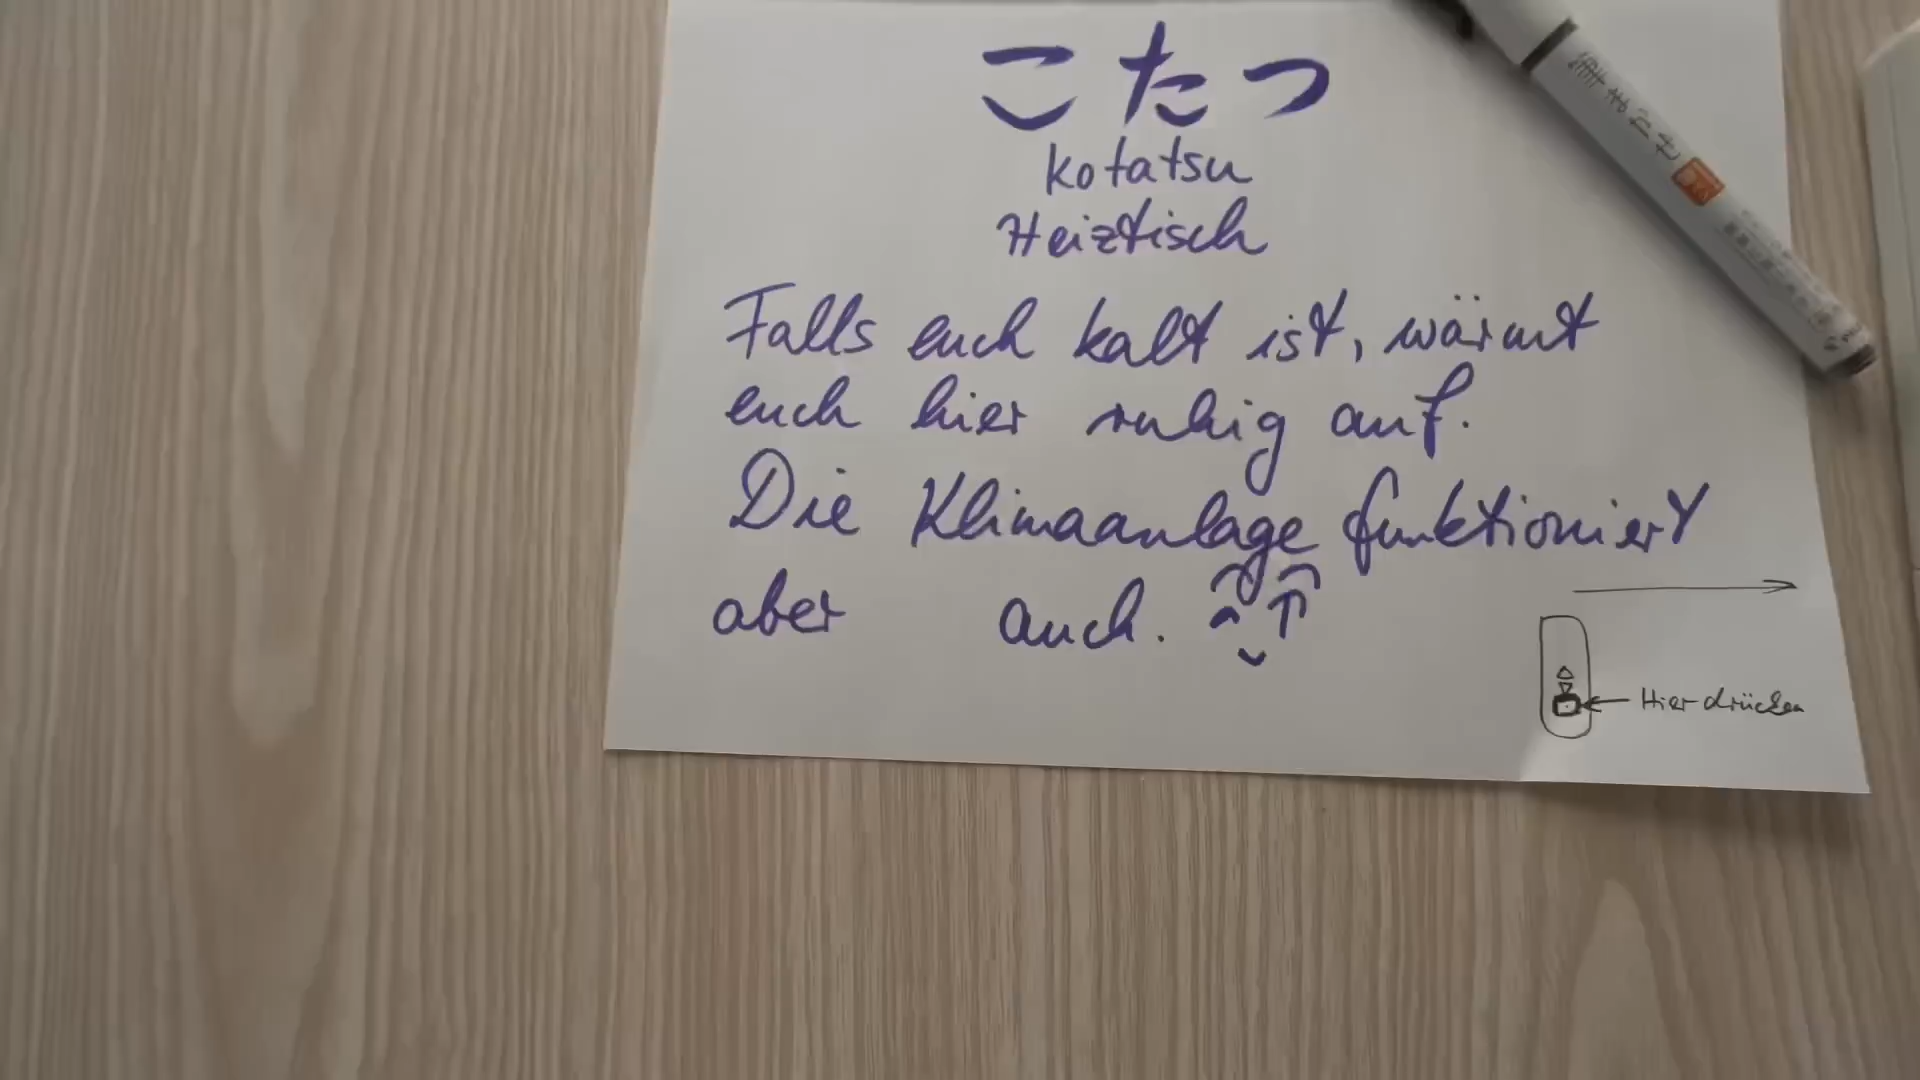 こたつ
kotatsu
Heiztisch
Falls euch kalt ist, wärmt
euch hier ruhig auf.
Die Klimaanlage funktioniert
aber auch.
Hier drücken